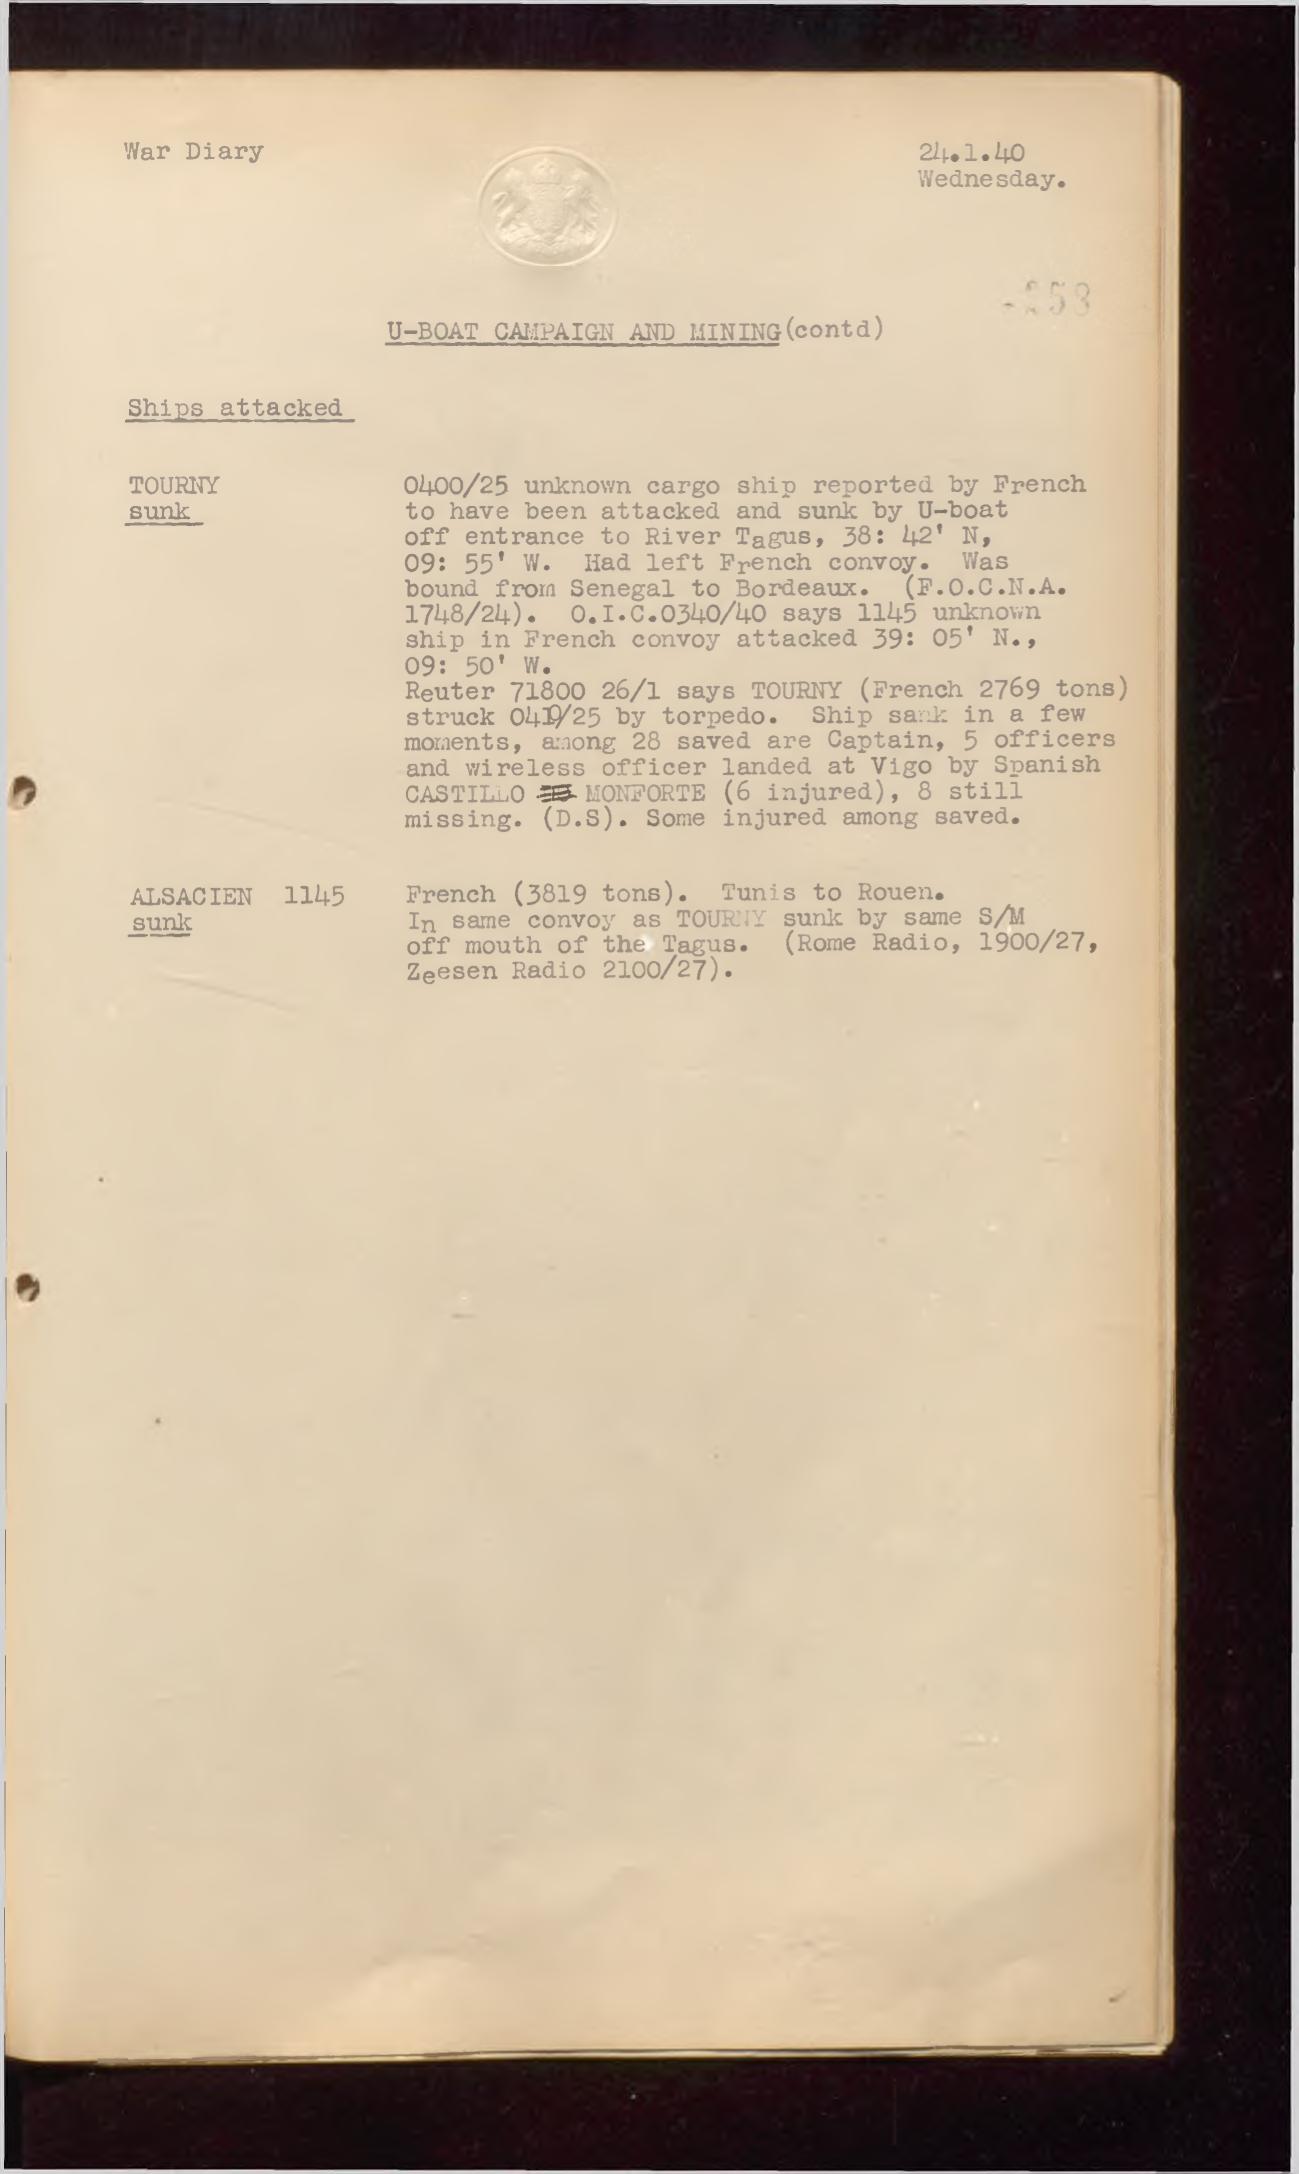 War Diary
24.1.40
Wednesday.
U-BOAT CAMPAIGN AND MINING(contd)
Ships attacked
TOURNY
sunk
0400/25 unknown cargo ship reported by French
to have been attacked and sunk by U-boat
off entrance to River Tagus, 38: 42' N,
09: 55' W. Had left French convoy. Was
bound from Senegal to Bordeaux. (F.O.C.N.A.
1748/24). O.I.C.0340/40 says 1145 unknown
ship in French convoy attacked 39: 05' N.,
09: 50' W.
Reuter 71800 26/1 says TOURNY (French 2769 tons)
struck by torpedo. Ship sank in a few
moments, among 28 saved are Captain, 5 officers
and wireless officer landed at Vigo by Spanish
CASTILLO MONFORTE (6 injured), 8 still
missing. (D.S). Some injured among saved.
ALSACIEN 1145
sunk
French (3819 tons). Tunis to Rouen.
In same convoy as TOURNY sunk by same S/M
off mouth of the Tagus. (Rome Radio, 1900/27,
Zeesen Radio 2100/27).